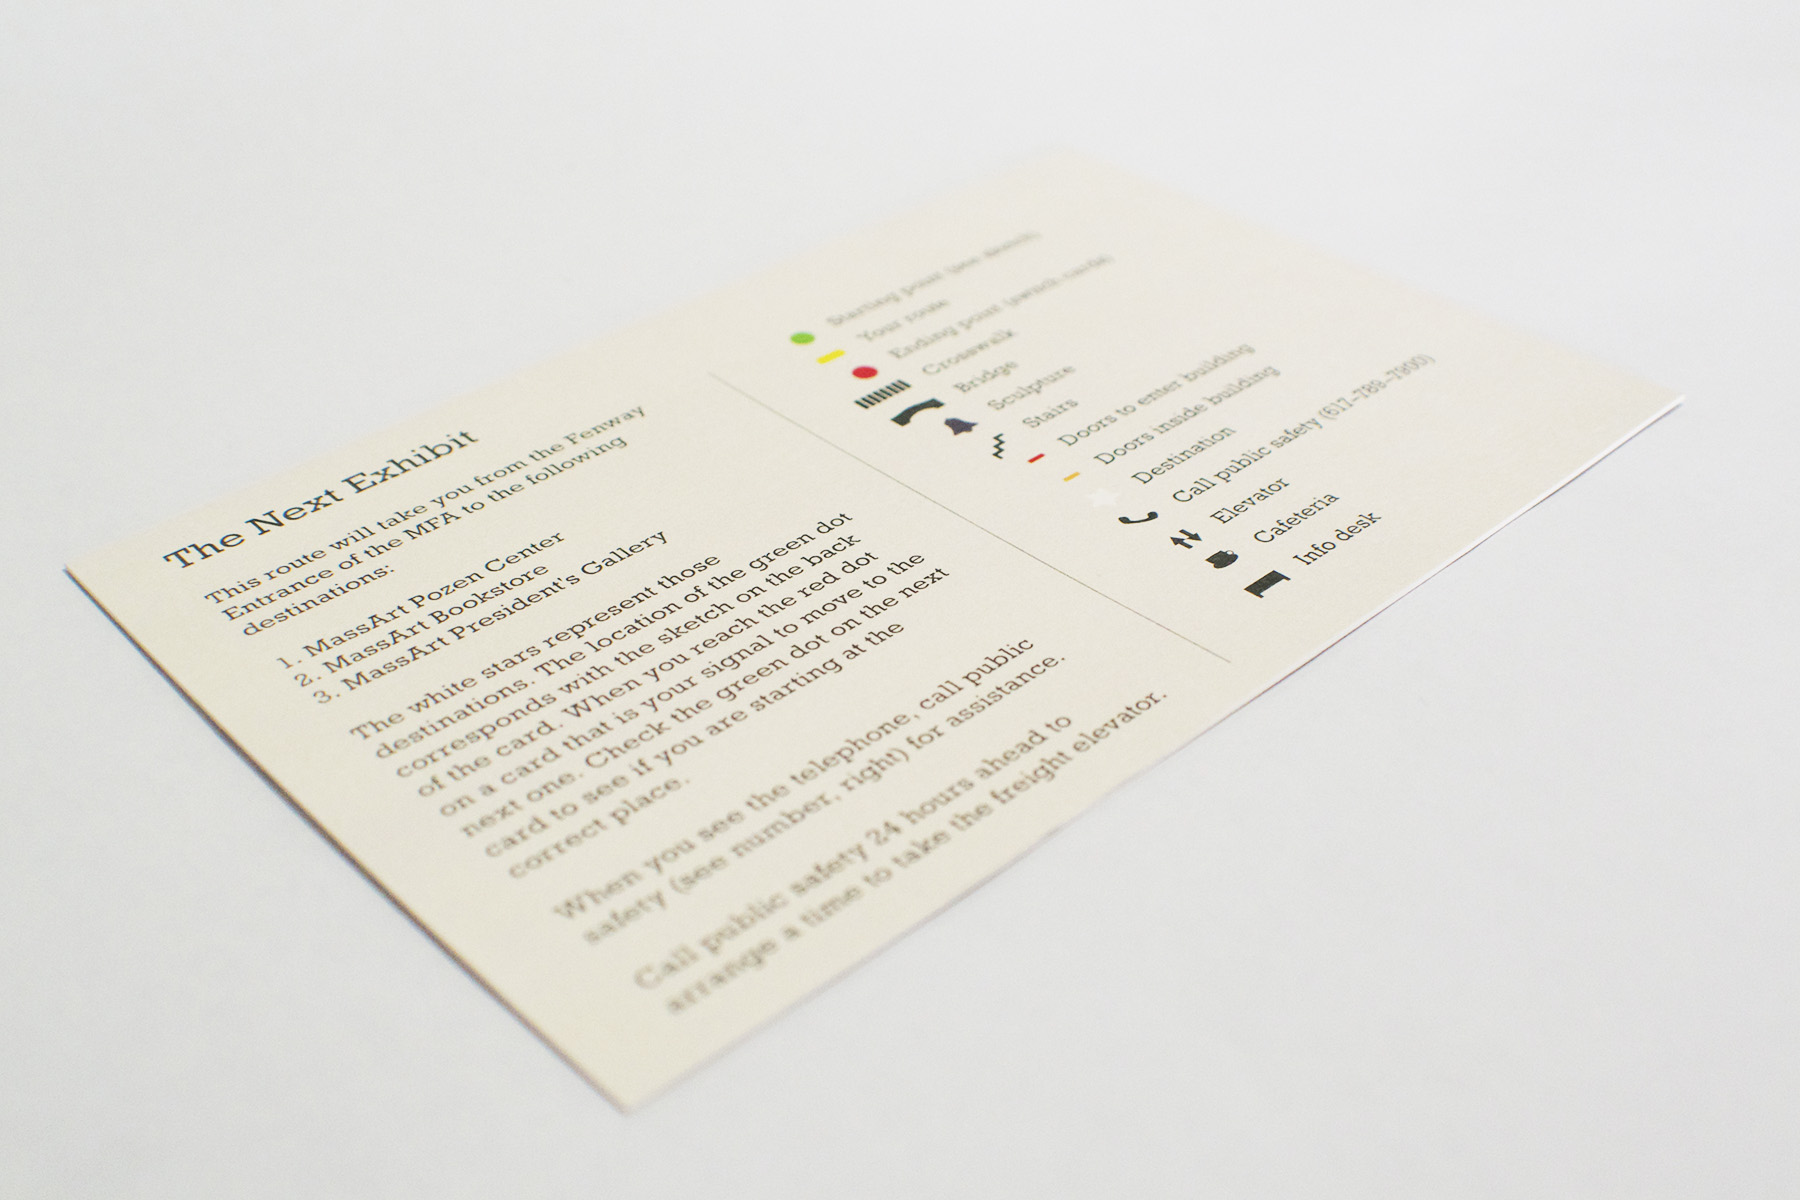 The Next Exhibit
This route will take you from the Fenway
Entrance of the MFA to the following
destinations:
1. MassArt Pozen Center
2. MassArt Bookstore
3. MassArt President's Gallery
The white stars represent those
destinations. The location of the green dot
corresponds with the sketch on the back
of the card. When you reach the red dot
on a card that is your signal to move to the
next one. Check the green dot on the next
card to see if you are starting at the
correct place.
When you see the telephone, call public
safety (see number, right) for assistance.
Call public safety 24 hours ahead to
arrange a time to take the freight elevator.
Starting point (see sketch)
Your route
Ending point (switch cards)
Crosswalk
Bridge
Sculpture
Stairs
Doors to enter building
Doors inside building
Destination
Call public safety (617-789-7900)
Elevator
Cafeteria
Info desk